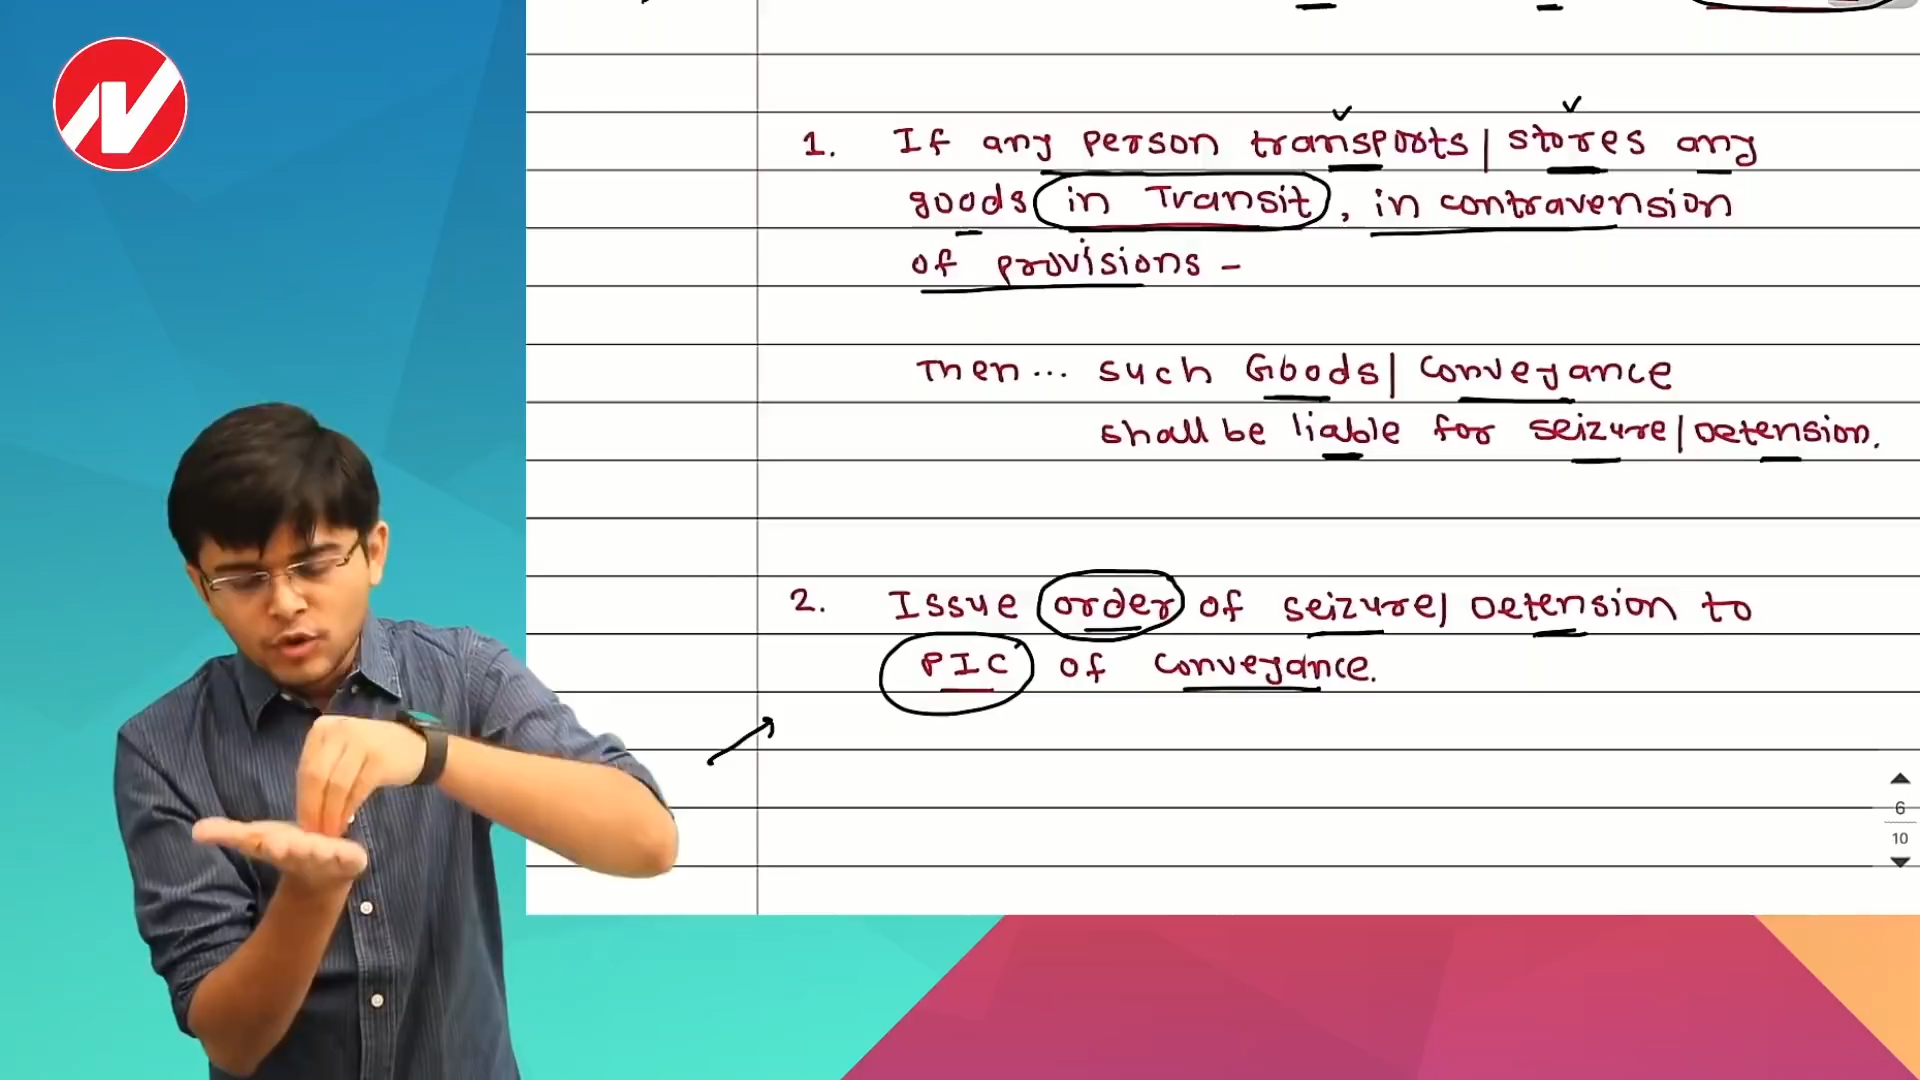 1. If any person transports/stores any
goods in Transit, in contravension
of provisions -
Then... such Goods/Conveyance
shall be liable for seizure/Detension.
2. Issue order of seizure/Detension to
PIC of conveyance.
6
10